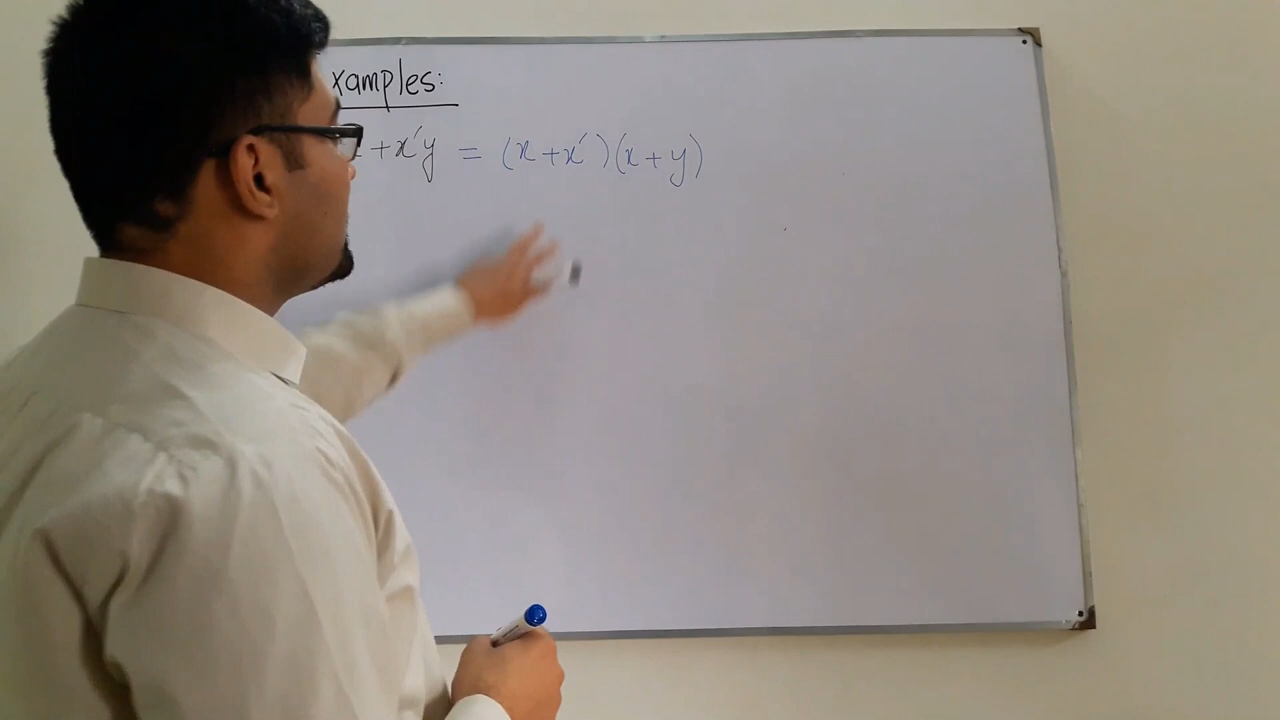 xamples:
x + x'y = (x + x')(x + y)